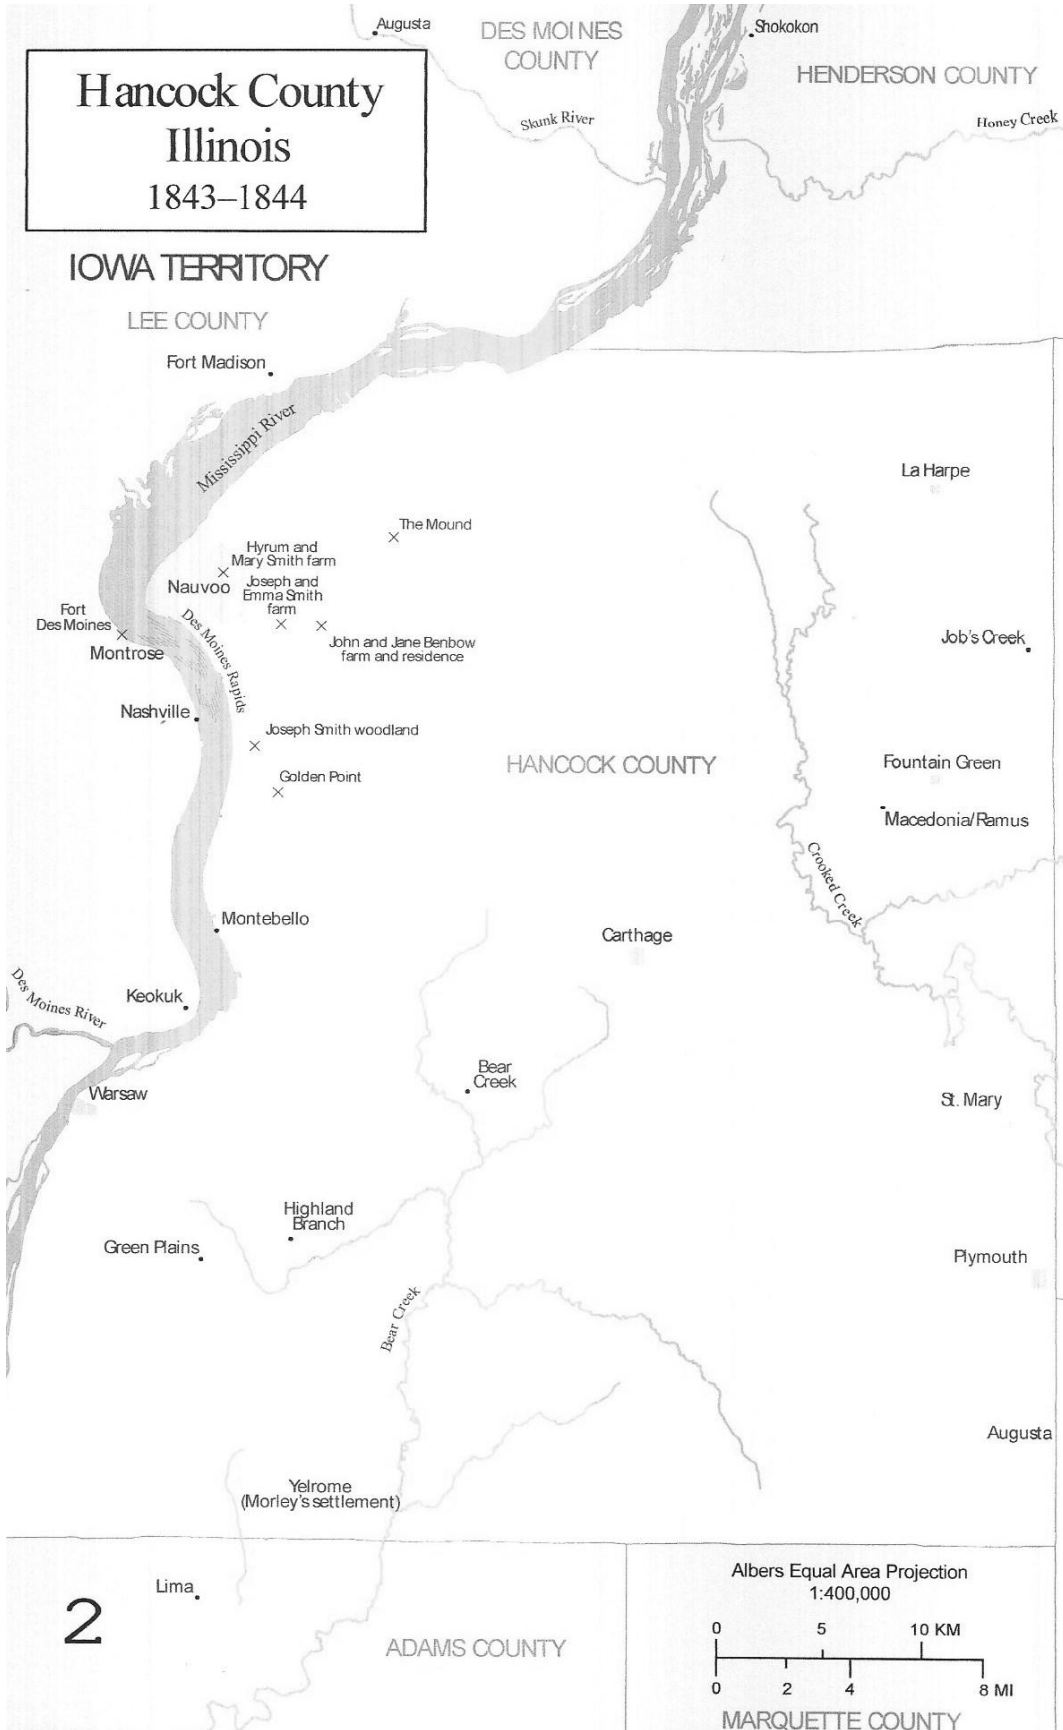 Augusta
DES MOINES
COUNTY
Shokokon
HENDERSON COUNTY
Hancock County
Illinois
1843–1844
Skunk River
Honey Creek
IOWA TERRITORY
LEE COUNTY
Fort Madison
Mississippi River
La Harpe
The Mound
Hyrum and
Mary Smith farm
Nauvoo
Joseph and
Emma Smith
farm
Fort
Des Moines
Montrose
Des Moines Rapids
John and Jane Benbow
farm and residence
Job's Creek
Nashville
Joseph Smith woodland
Golden Point
HANCOCK COUNTY
Fountain Green
Macedonia/Ramus
Crooked Creek
Montebello
Carthage
Des Moines River
Keokuk
Warsaw
Bear
Creek
St. Mary
Highland
Branch
Green Plains
Plymouth
Bear Creek
Augusta
Yelrome
(Morley's settlement)
Lima
2
ADAMS COUNTY
Albers Equal Area Projection
1:400,000
0 5 10 KM
0 2 4 8 MI
MARQUETTE COUNTY